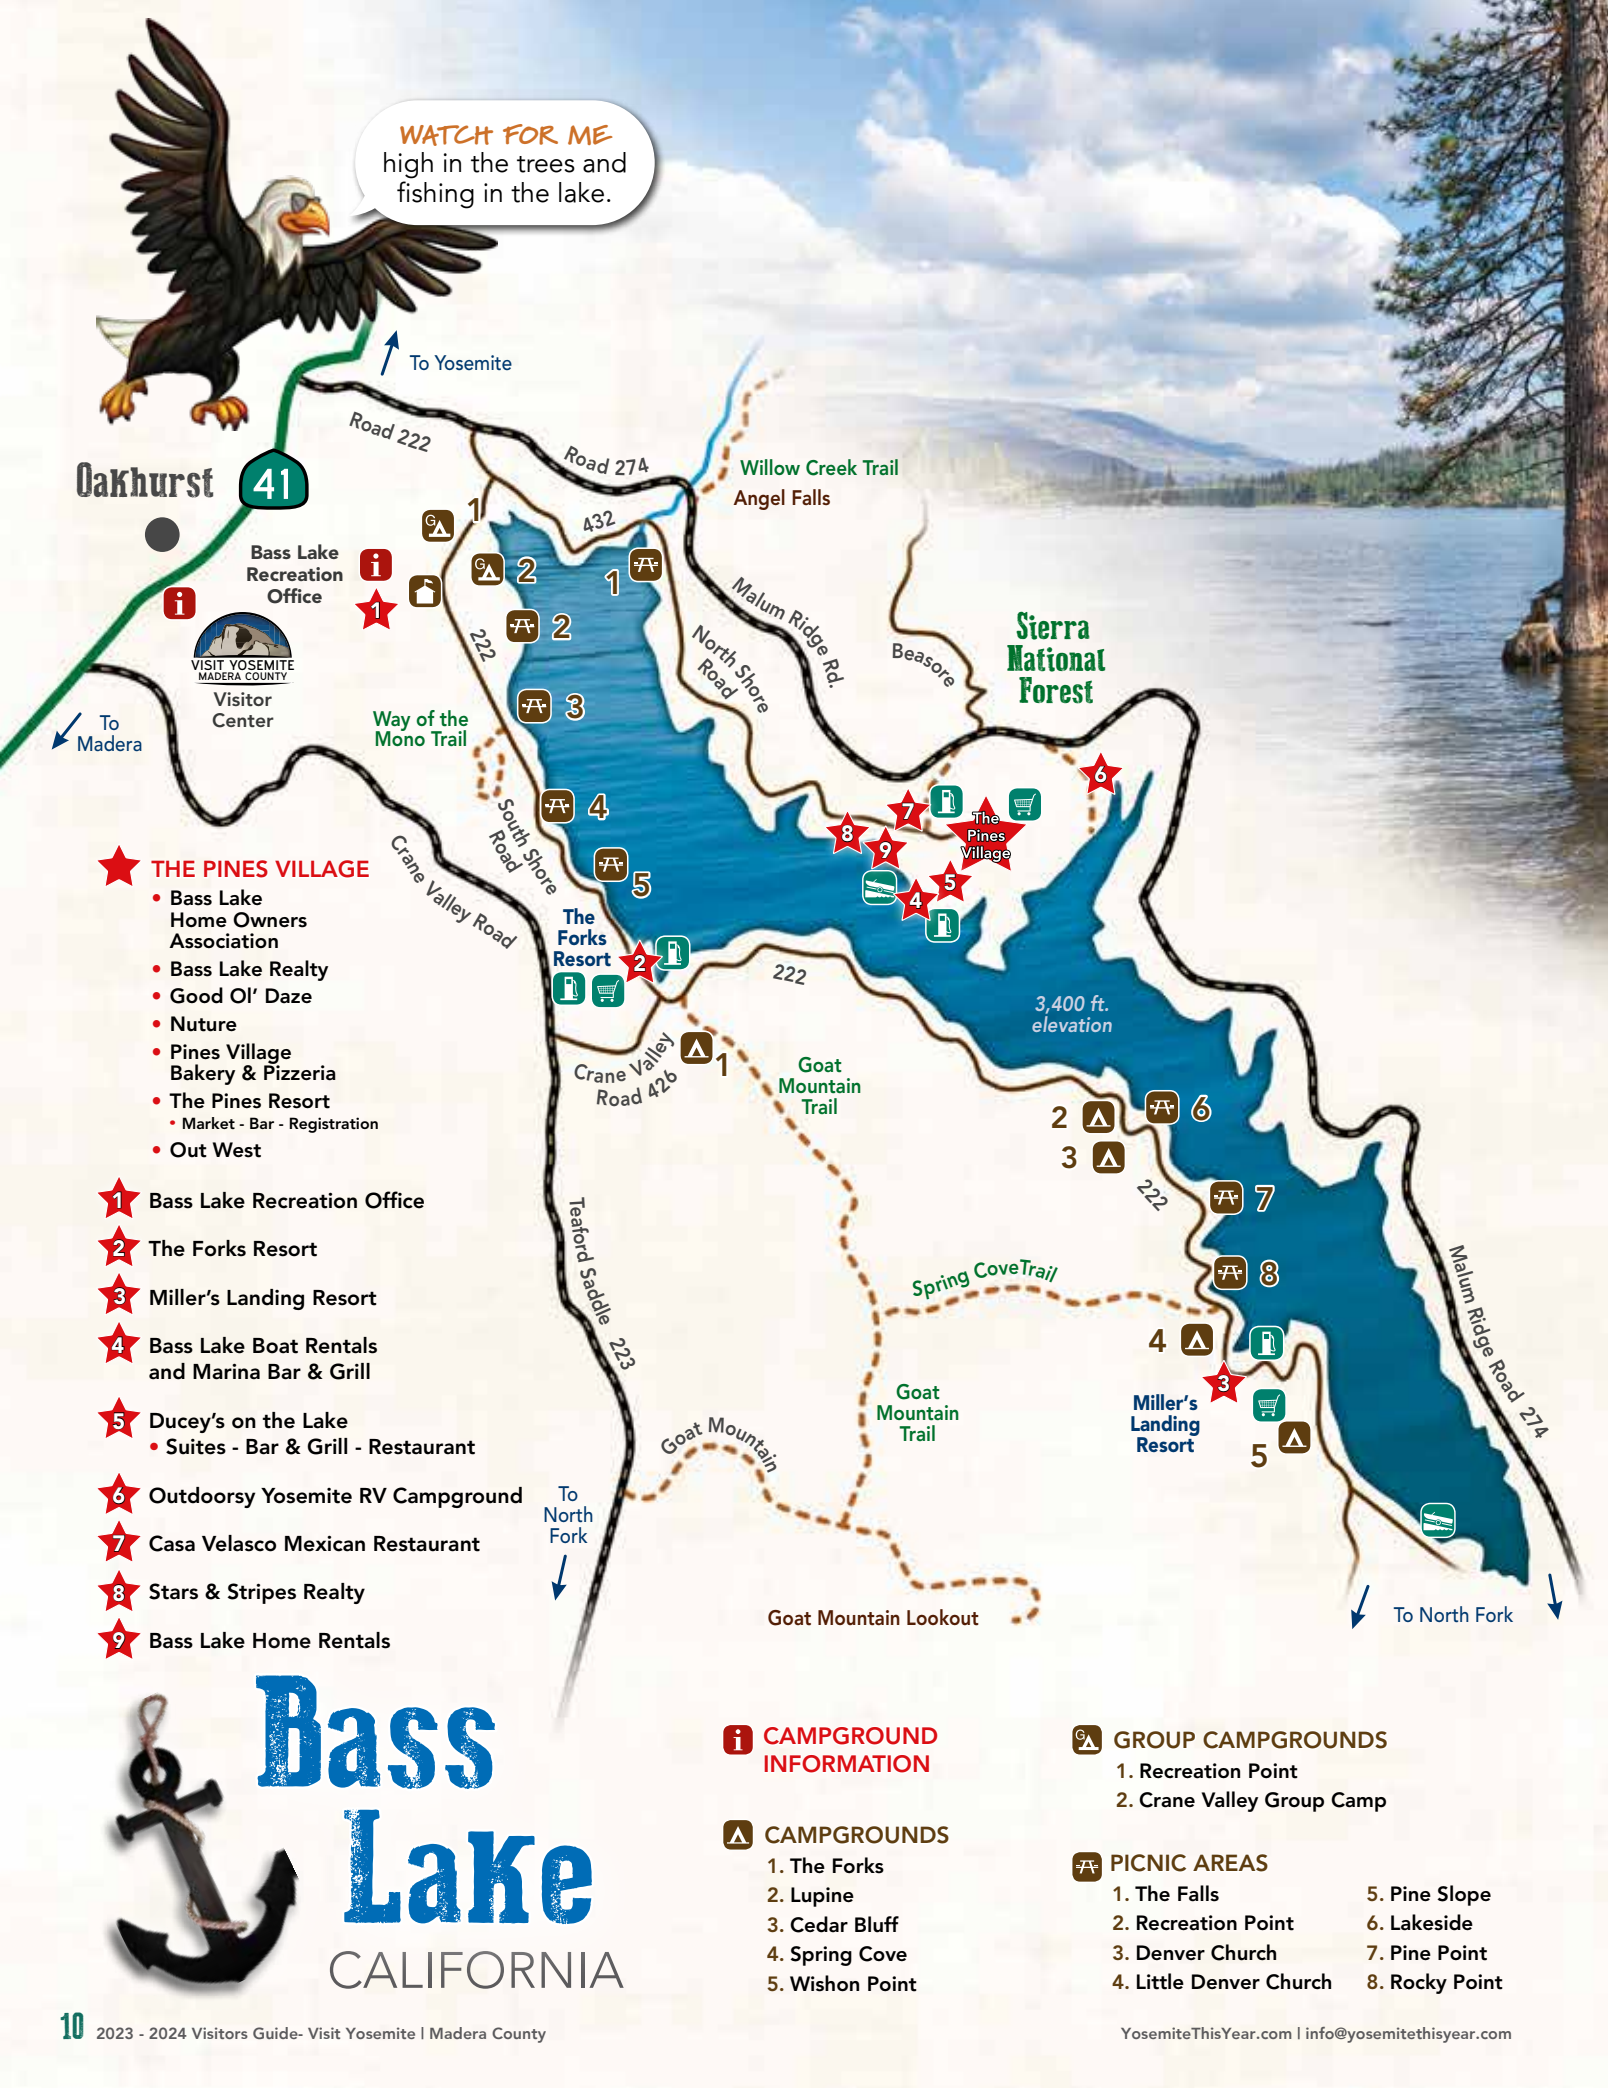 WATCH FOR ME
high in the trees and
fishing in the lake.
To Yosemite
Road 222
Road 274
Oakhurst
41
Willow Creek Trail
Angel Falls
432
1
G
Bass Lake
Recreation
Office
i
1
G
2
1
i
2
222
Malum Ridge Rd.
North Shore
Road
Beasore
Sierra
National
Forest
VISIT YOSEMITE
MADERA COUNTY
Visitor
Center
To
Madera
Way of the
Mono Trail
3
4
South Shore
Road
5
Crane Valley Road
6
7
8
9
The
Pines
Village
5
4
The
Forks
Resort
2
222
3,400 ft.
elevation
Crane Valley
Road 426
1
Goat
Mountain
Trail
2
6
3
222
7
8
Teaford Saddle 223
Spring Cove Trail
4
3
Miller's
Landing
Resort
5
Malum Ridge Road 274
Goat
Mountain
Trail
Goat Mountain
To
North
Fork
Goat Mountain Lookout
To North Fork
THE PINES VILLAGE
• Bass Lake
Home Owners
Association
• Bass Lake Realty
• Good Ol' Daze
• Nuture
• Pines Village
Bakery & Pizzeria
• The Pines Resort
• Market - Bar - Registration
• Out West
1 Bass Lake Recreation Office
2 The Forks Resort
3 Miller's Landing Resort
4 Bass Lake Boat Rentals
and Marina Bar & Grill
5 Ducey's on the Lake
• Suites - Bar & Grill - Restaurant
6 Outdoorsy Yosemite RV Campground
7 Casa Velasco Mexican Restaurant
8 Stars & Stripes Realty
9 Bass Lake Home Rentals
Bass
Lake
CALIFORNIA
i CAMPGROUND
INFORMATION
CAMPGROUNDS
1. The Forks
2. Lupine
3. Cedar Bluff
4. Spring Cove
5. Wishon Point
G GROUP CAMPGROUNDS
1. Recreation Point
2. Crane Valley Group Camp
PICNIC AREAS
1. The Falls
2. Recreation Point
3. Denver Church
4. Little Denver Church
5. Pine Slope
6. Lakeside
7. Pine Point
8. Rocky Point
10 2023 - 2024 Visitors Guide- Visit Yosemite | Madera County
YosemiteThisYear.com | info@yosemitethisyear.com